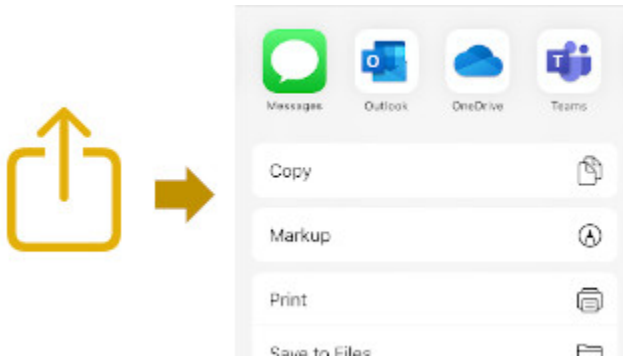 Messages
Outlook
OneDrive
Teams
Copy
Markup
Print
Save to Files